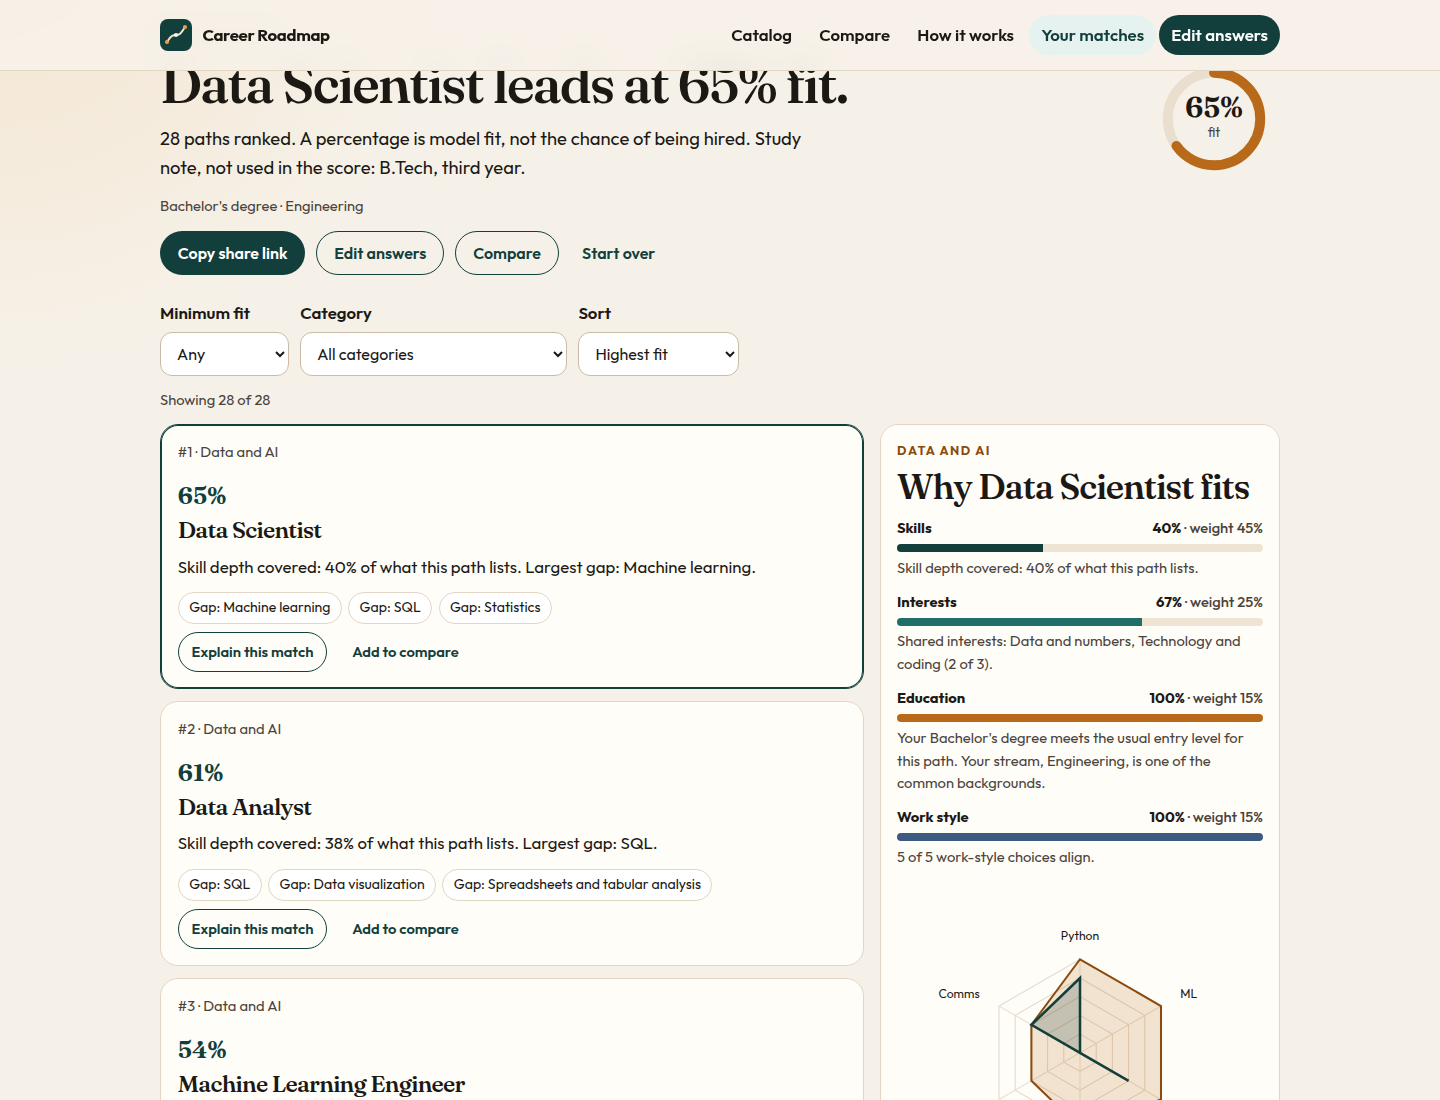 Career Roadmap
Catalog
Compare
How it works
Your matches
Edit answers
Data Scientist leads at 65% fit.
28 paths ranked. A percentage is model fit, not the chance of being hired. Study
note, not used in the score: B.Tech, third year.
Bachelor's degree · Engineering
65%
fit
Copy share link
Edit answers
Compare
Start over
Minimum fit
Category
Sort
Any
All categories
Highest fit
Showing 28 of 28
#1 · Data and AI
65%
Data Scientist
Skill depth covered: 40% of what this path lists. Largest gap: Machine learning.
Gap: Machine learning
Gap: SQL
Gap: Statistics
Explain this match
Add to compare
#2 · Data and AI
61%
Data Analyst
Skill depth covered: 38% of what this path lists. Largest gap: SQL.
Gap: SQL
Gap: Data visualization
Gap: Spreadsheets and tabular analysis
Explain this match
Add to compare
#3 · Data and AI
54%
Machine Learning Engineer
DATA AND AI
Why Data Scientist fits
Skills
40% · weight 45%
Skill depth covered: 40% of what this path lists.
Interests
67% · weight 25%
Shared interests: Data and numbers, Technology and
coding (2 of 3).
Education
100% · weight 15%
Your Bachelor's degree meets the usual entry level for
this path. Your stream, Engineering, is one of the
common backgrounds.
Work style
100% · weight 15%
5 of 5 work-style choices align.
Python
Comms
ML